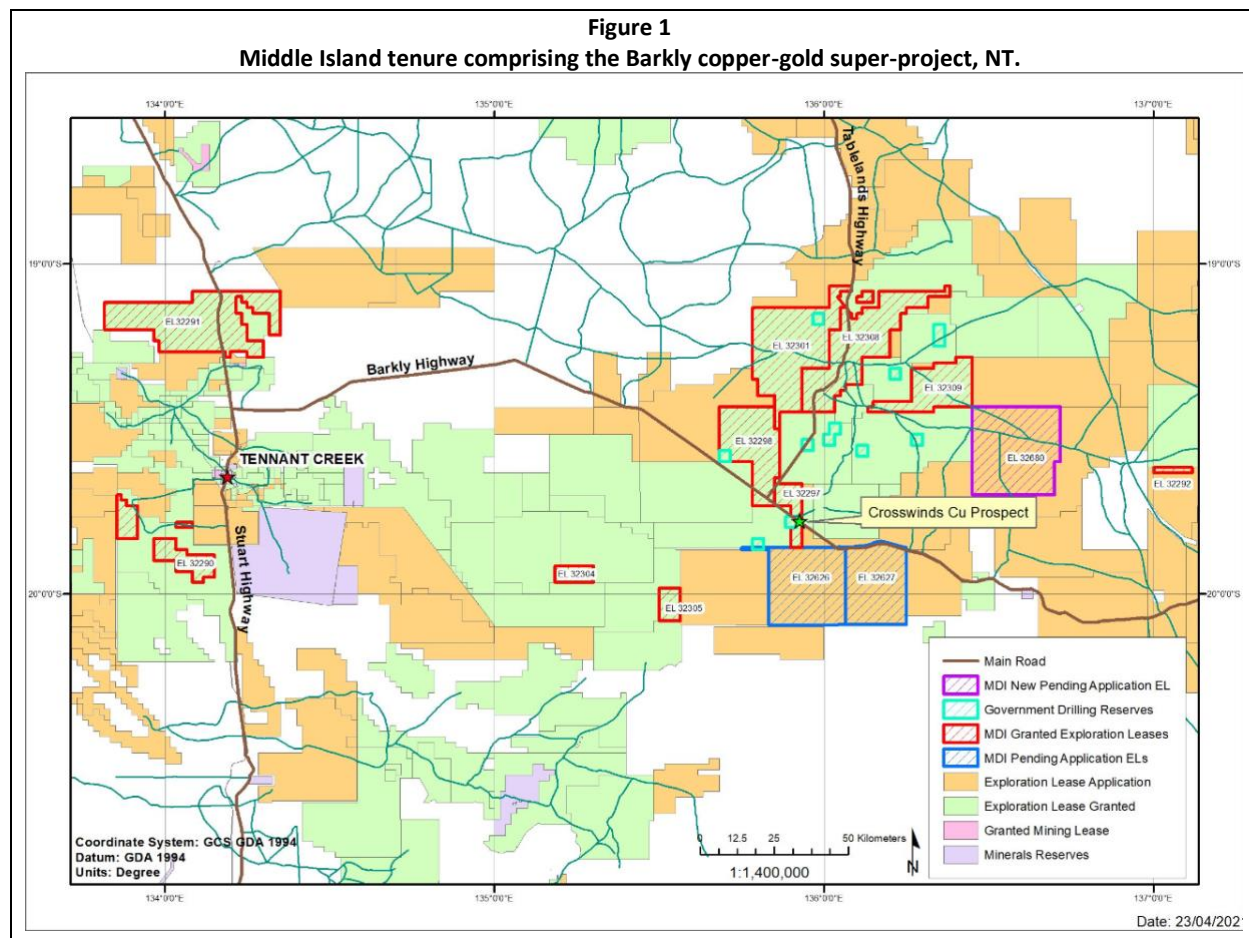 Figure 1
Middle Island tenure comprising the Barkly copper-gold super-project, NT.
134°0'0"E
135°0'0"E
136°0'0"E
137°0'0"E
Tablelands Highway
19°0'0"S
19°0'0"S
EL32291
EL 32301
EL 32308
Barkly Highway
EL 32309
EL 32298
TENNANT CREEK
EL 32680
EL 32292
EL 32297
Crosswinds Cu Prospect
Stuart Highway
EL 32290
EL 32304
EL 32626
EL 32627
20°0'0"S
20°0'0"S
EL 32305
Main Road
MDI New Pending Application EL
Government Drilling Reserves
MDI Granted Exploration Leases
MDI Pending Application ELs
Exploration Lease Application
Exploration Lease Granted
Granted Mining Lease
Minerals Reserves
Coordinate System: GCS GDA 1994
Datum: GDA 1994
Units: Degree
0 12.5 25 50 Kilometers
1:1,400,000
N
134°0'0"E
135°0'0"E
136°0'0"E
137°0'0"E
Date: 23/04/2021